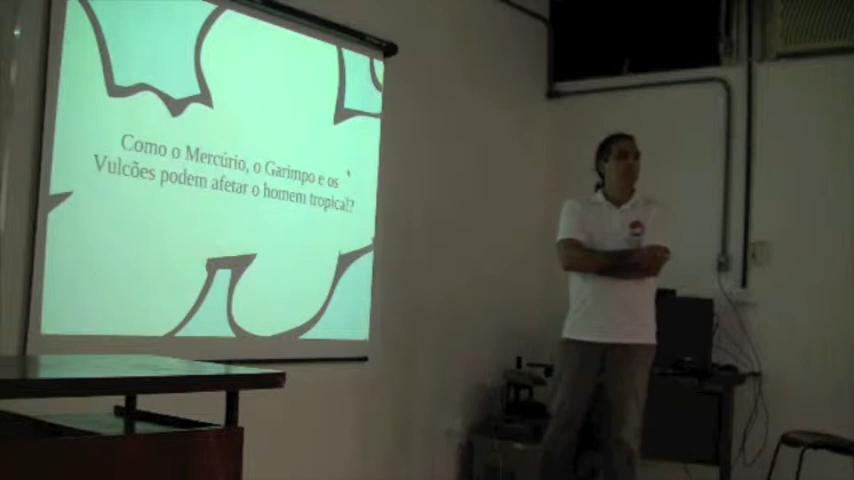 Como o Mercúrio, o Garimpo e os
Vulcões podem afetar o homem tropical!?